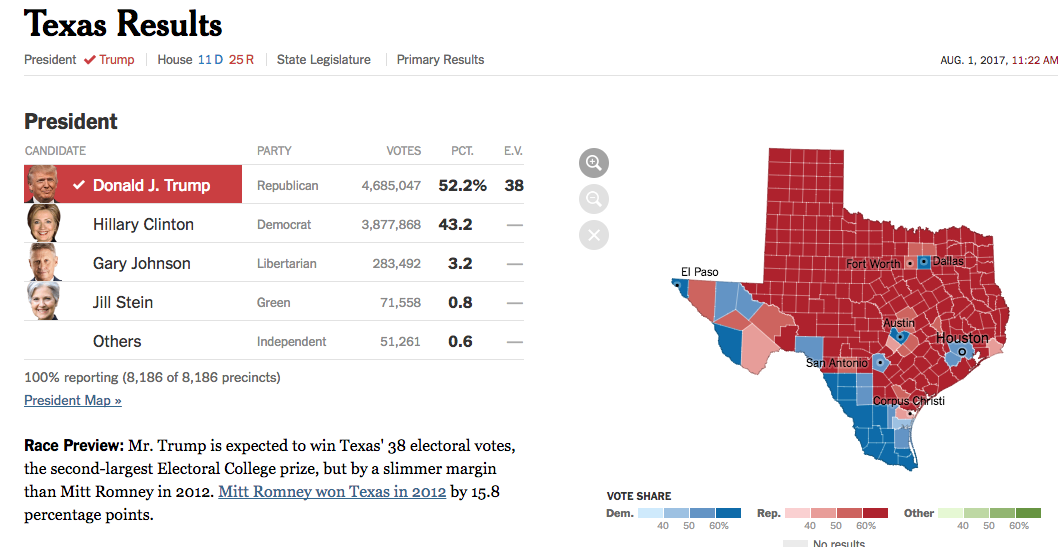 Texas Results
President ✓ Trump House 11 D 25 R State Legislature Primary Results
AUG. 1, 2017, 11:22 AM
President
CANDIDATE PARTY VOTES PCT. E.V.
✓ Donald J. Trump Republican 4,685,047 52.2% 38
Hillary Clinton Democrat 3,877,868 43.2 —
Gary Johnson Libertarian 283,492 3.2 —
Jill Stein Green 71,558 0.8 —
Others Independent 51,261 0.6 —
100% reporting (8,186 of 8,186 precincts)
President Map »
Race Preview: Mr. Trump is expected to win Texas' 38 electoral votes,
the second-largest Electoral College prize, but by a slimmer margin
than Mitt Romney in 2012. Mitt Romney won Texas in 2012 by 15.8
percentage points.
El Paso
Fort Worth
Dallas
Austin
Houston
San Antonio
Corpus Christi
VOTE SHARE
Dem. Rep. Other
40 50 60% 40 50 60% 40 50 60%
No results